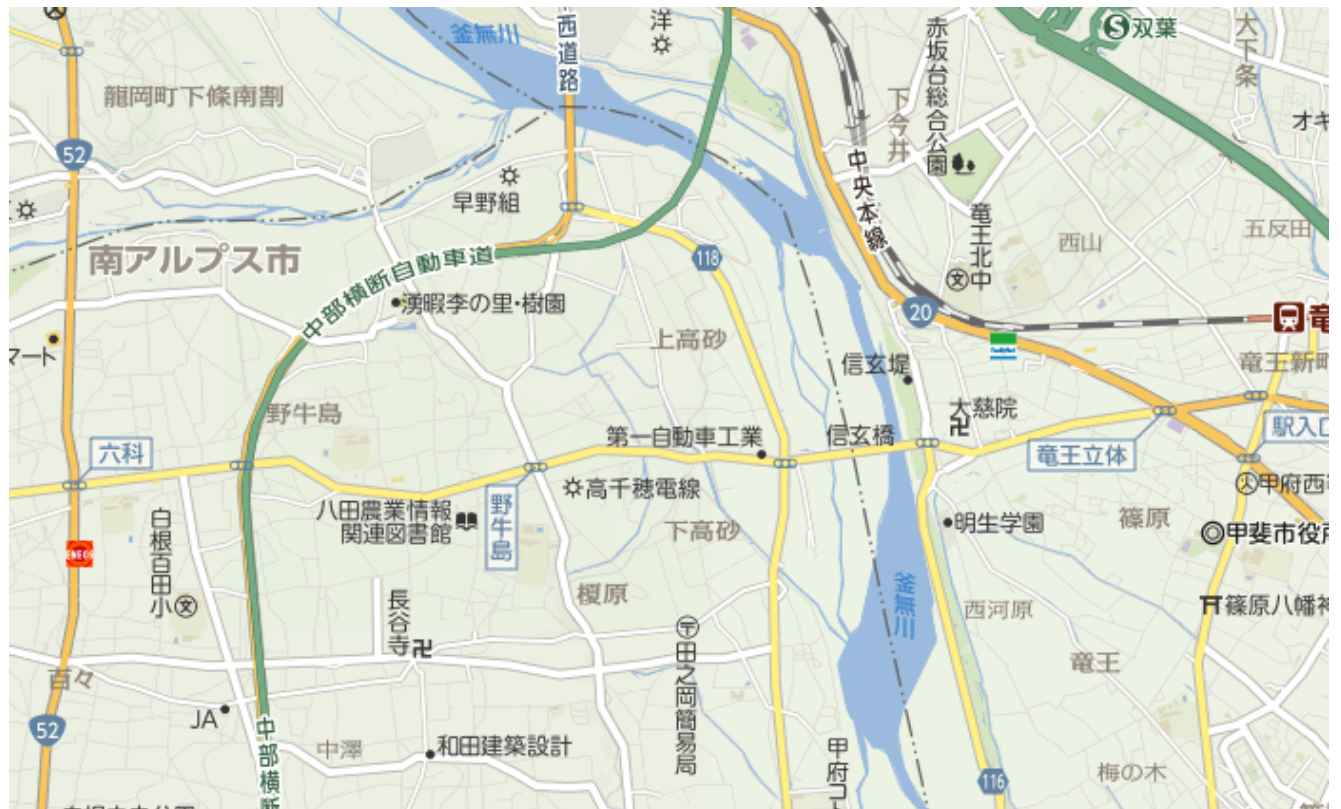 釜無川
西道路
洋
S双葉
大下条
龍岡町下條南割
52
早野組
中央本線
下今井
赤坂台総合公園
オキ
竜王北中
文
西山
五反田
南アルプス市
中部横断自動車道
118
湧暇李の里・樹園
20
竜
マート
上高砂
FamilyMart
信玄堤
竜王新町
野牛島
大慈院
六科
第一自動車工業
信玄橋
竜王立体
駅入口
野牛島
高千穂電線
八田農業情報
関連図書館
白根百田小
文
下高砂
明生学園
篠原
甲府西
甲斐市役所
ENEOS
長谷寺
榎原
釜無川
西河原
篠原八幡神
田之岡簡易局
竜王
百々
JA
52
中澤
和田建築設計
中部横断
甲府コ
116
梅の木